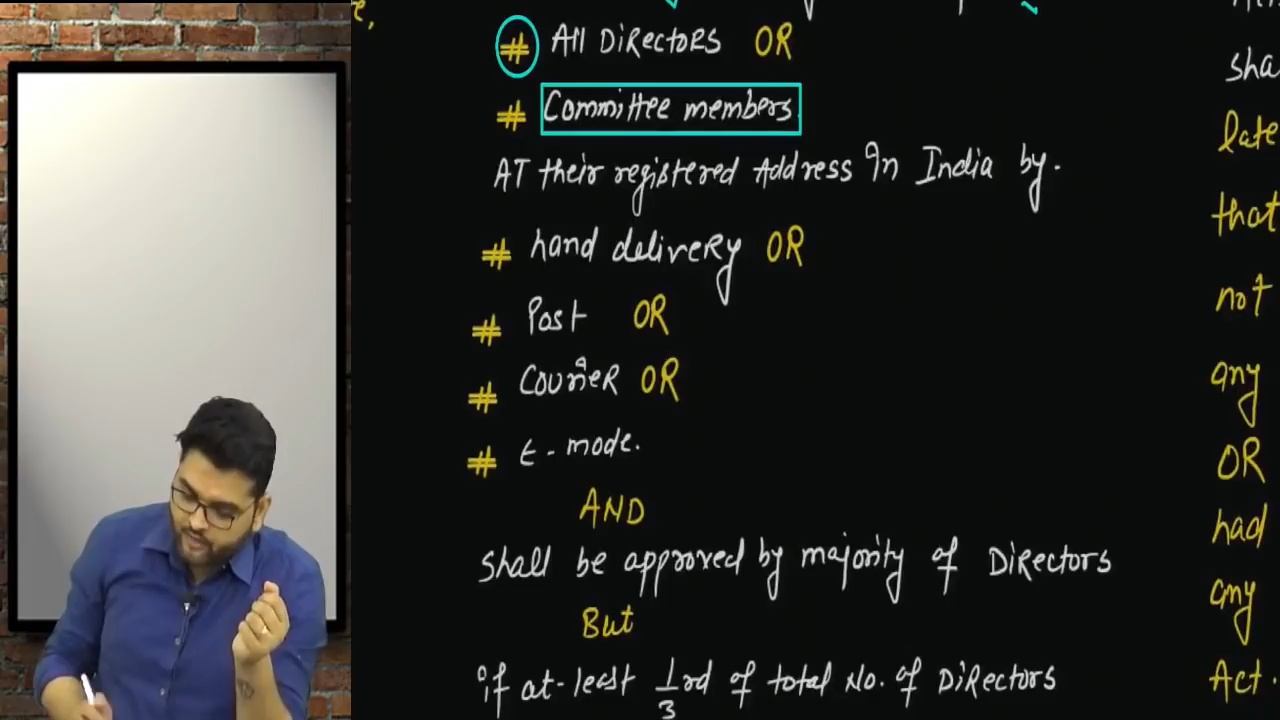 e,
# All Directors OR
# Committee members.
AT their registered Address in India by.
# hand delivery OR
# Post OR
# Courier OR
# E-mode.
AND
Shall be approved by majority of Directors
But
if at-least 1/3rd of total No. of Directors
sha
late
that
not
any
OR
had
any
Act.